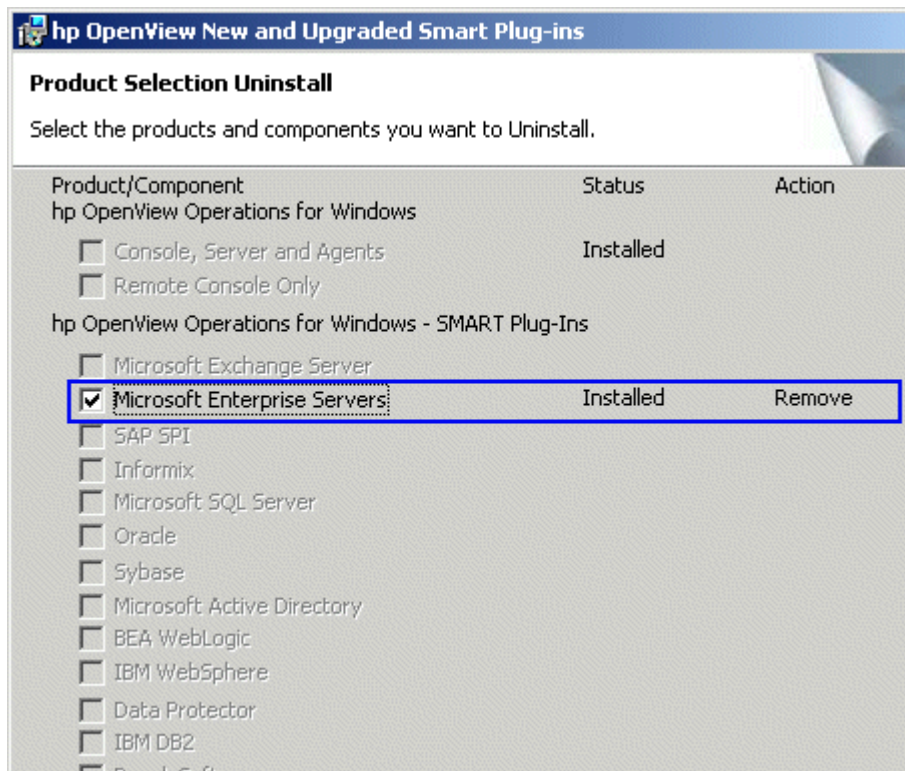 hp OpenView New and Upgraded Smart Plug-ins
Product Selection Uninstall
Select the products and components you want to Uninstall.
Product/Component Status Action
hp OpenView Operations for Windows
Console, Server and Agents Installed
Remote Console Only
hp OpenView Operations for Windows - SMART Plug-Ins
Microsoft Exchange Server
Microsoft Enterprise Servers Installed Remove
SAP SPI
Informix
Microsoft SQL Server
Oracle
Sybase
Microsoft Active Directory
BEA WebLogic
IBM WebSphere
Data Protector
IBM DB2